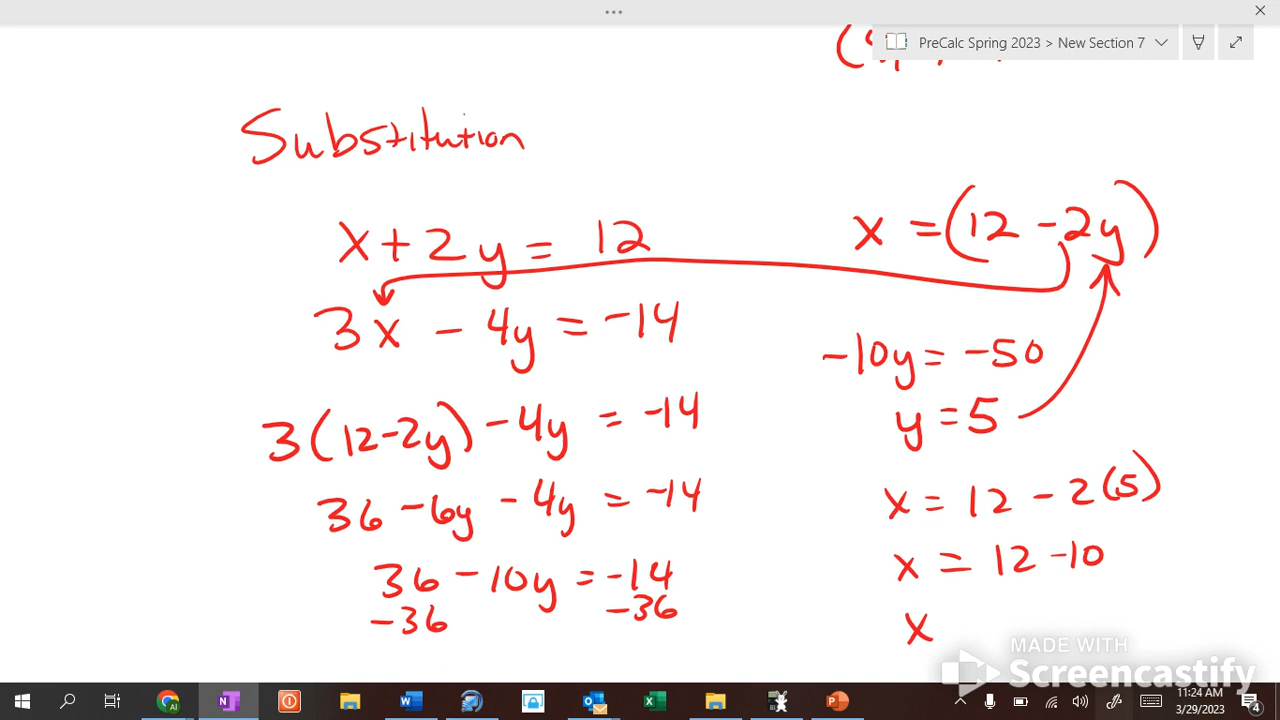 PreCalc Spring 2023 > New Section 7
Substitution
x + 2y = 12
3x - 4y = -14
3(12-2y) - 4y = -14
36 - 6y - 4y = -14
36 - 10y = -14
-36 -36
x = (12 - 2y)
-10y = -50
y = 5
x = 12 - 2(5)
x = 12 - 10
x
MADE WITH
Screencastify
11:24 AM
3/29/2023
4